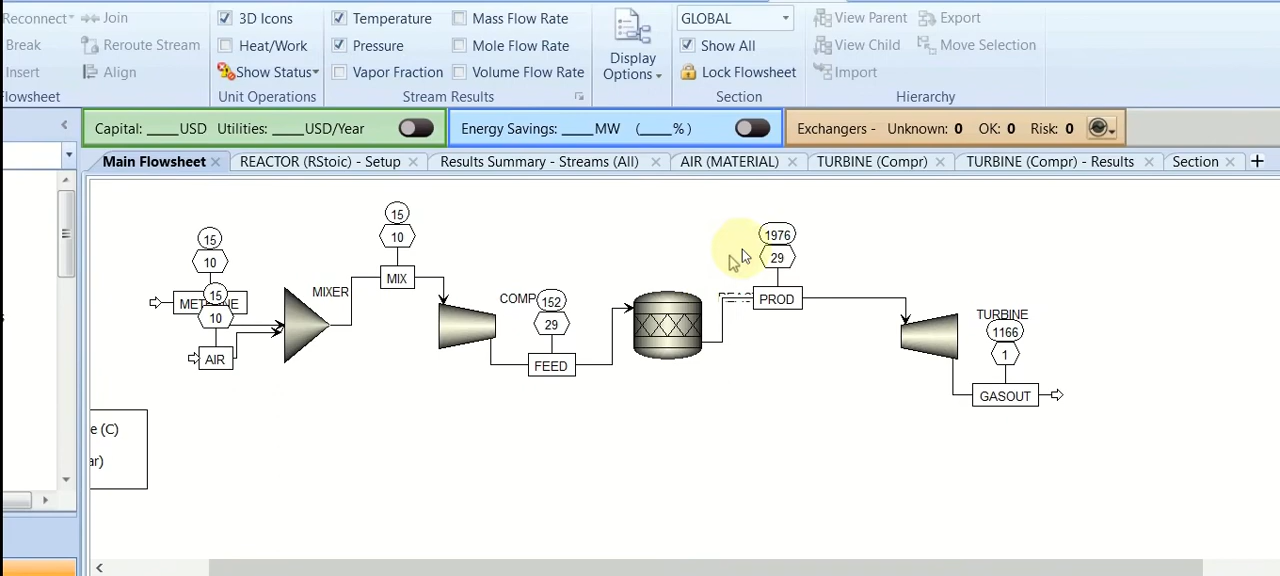 Reconnect Join 3D Icons Temperature Mass Flow Rate GLOBAL View Parent Export
Break Reroute Stream Heat/Work Pressure Mole Flow Rate Display Options Show All View Child Move Selection
Insert Align Show Status Vapor Fraction Volume Flow Rate Lock Flowsheet Import
lowsheet Unit Operations Stream Results Section Hierarchy
Capital: ____USD Utilities: ____USD/Year Energy Savings: ____MW (____%) Exchangers - Unknown: 0 OK: 0 Risk: 0
Main Flowsheet REACTOR (RStoic) - Setup Results Summary - Streams (All) AIR (MATERIAL) TURBINE (Compr) TURBINE (Compr) - Results Section +
15
10
15
10
AIR
MIXER
15
10
MIX
COMP
152
29
FEED
1976
29
PROD
TURBINE
1166
1
GASOUT
e (C)
ar)